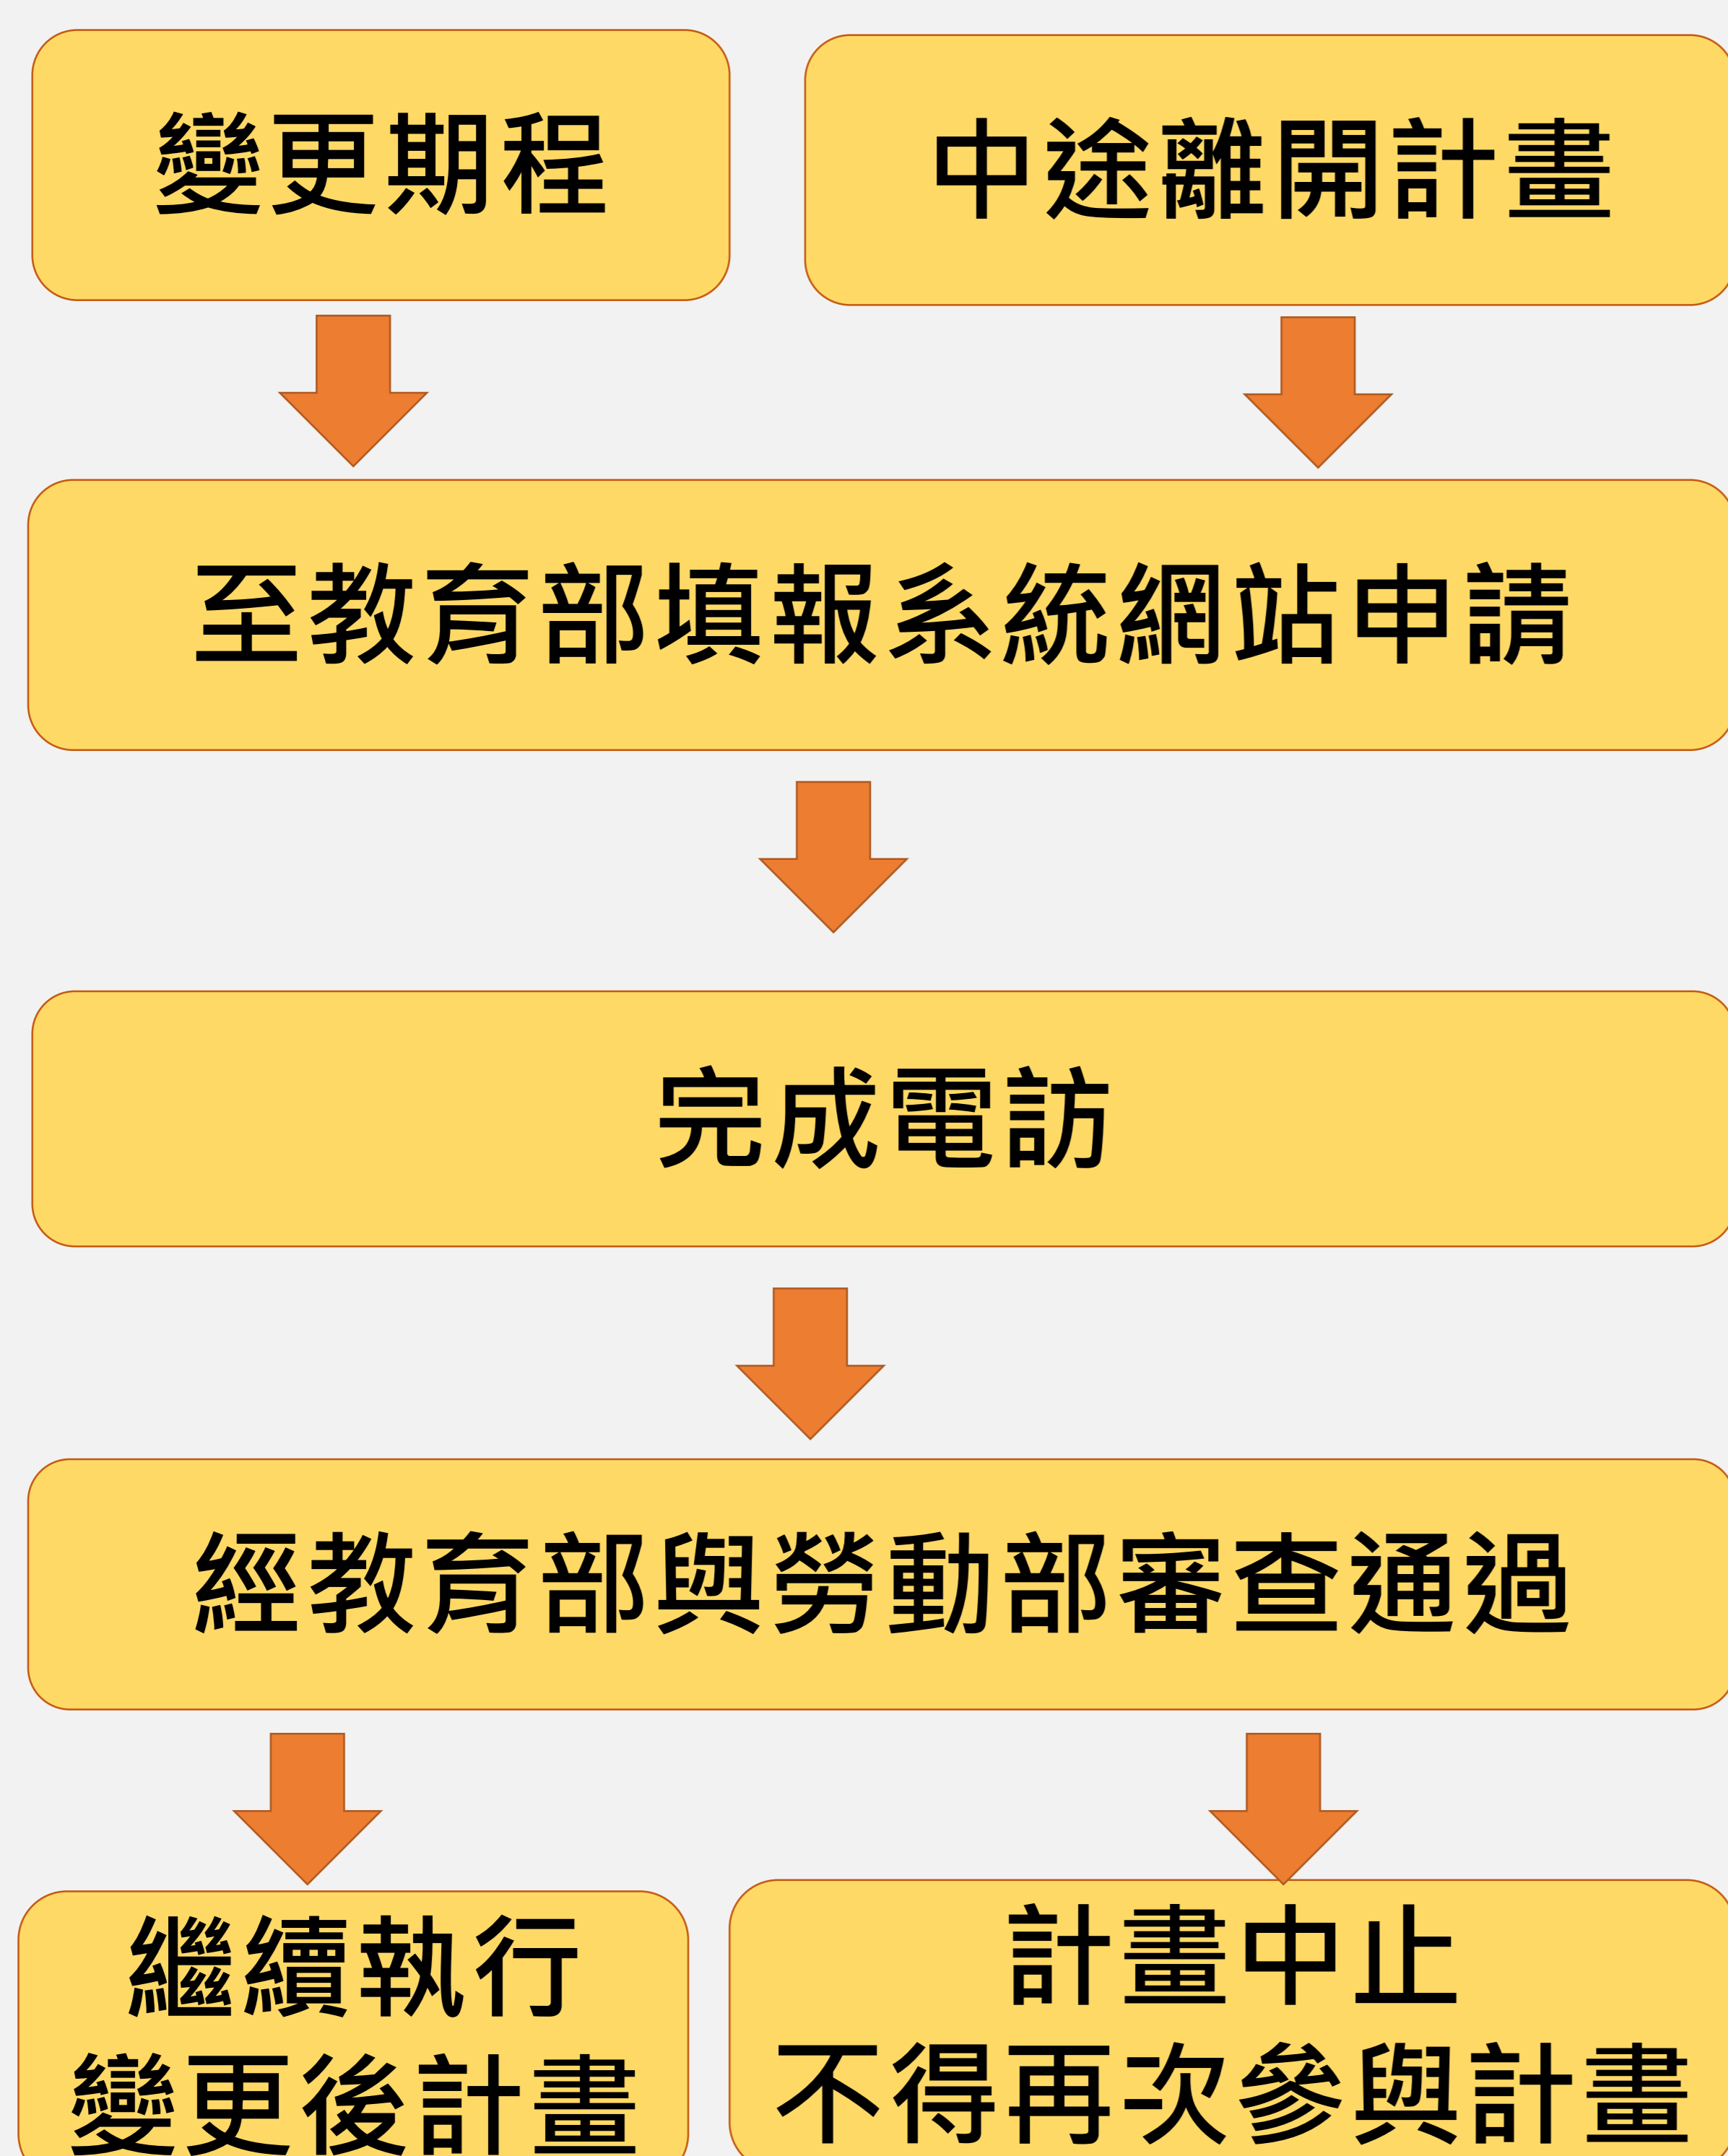 變更期程
中途離開計畫
至教育部填報系統網站申請
完成電訪
經教育部與勞動部審查通過
繼續執行
變更後計畫
計畫中止
不得再次參與計畫